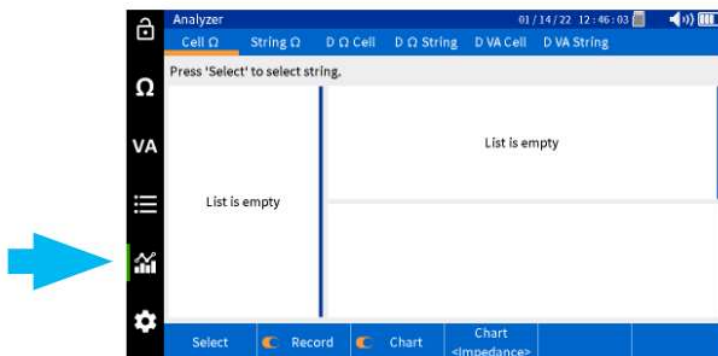 Analyzer 01/14/22 12:46:03
Cell Ω String Ω D Ω Cell D Ω String D VA Cell D VA String
Press 'Select' to select string.
Ω
VA
List is empty
List is empty
Select Record Chart Chart
<Impedance>